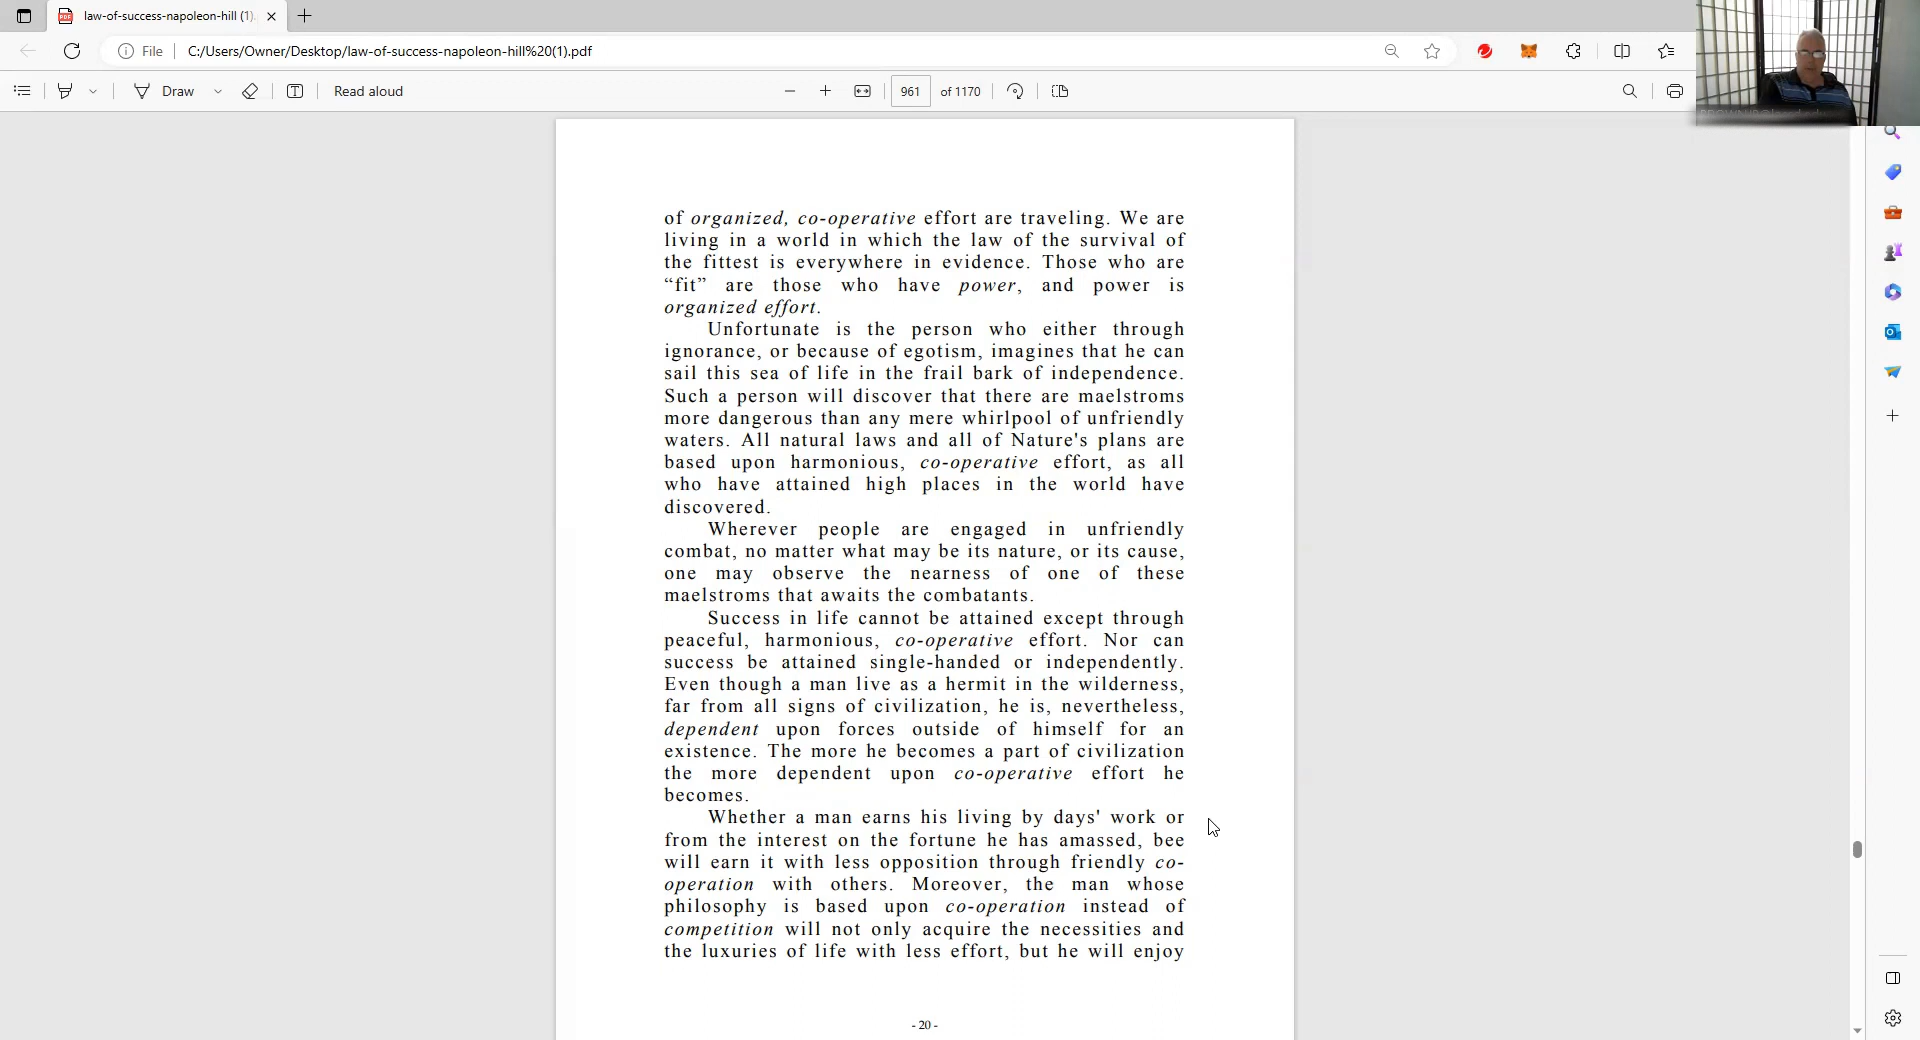 law-of-success-napoleon-hill (1).
File
C:/Users/Owner/Desktop/law-of-success-napoleon-hill%20(1).pdf
Draw
Read aloud
961
of 1170
of organized, co-operative effort are traveling. We are
living in a world in which the law of the survival of
the fittest is everywhere in evidence. Those who are
“fit” are those who have power, and power is
organized effort.
Unfortunate is the person who either through
ignorance, or because of egotism, imagines that he can
sail this sea of life in the frail bark of independence.
Such a person will discover that there are maelstroms
more dangerous than any mere whirlpool of unfriendly
waters. All natural laws and all of Nature's plans are
based upon harmonious, co-operative effort, as all
who have attained high places in the world have
discovered.
Wherever people are engaged in unfriendly
combat, no matter what may be its nature, or its cause,
one may observe the nearness of one of these
maelstroms that awaits the combatants.
Success in life cannot be attained except through
peaceful, harmonious, co-operative effort. Nor can
success be attained single-handed or independently.
Even though a man live as a hermit in the wilderness,
far from all signs of civilization, he is, nevertheless,
dependent upon forces outside of himself for an
existence. The more he becomes a part of civilization
the more dependent upon co-operative effort he
becomes.
Whether a man earns his living by days' work or
from the interest on the fortune he has amassed, bee
will earn it with less opposition through friendly co-
operation with others. Moreover, the man whose
philosophy is based upon co-operation instead of
competition will not only acquire the necessities and
the luxuries of life with less effort, but he will enjoy
- 20 -